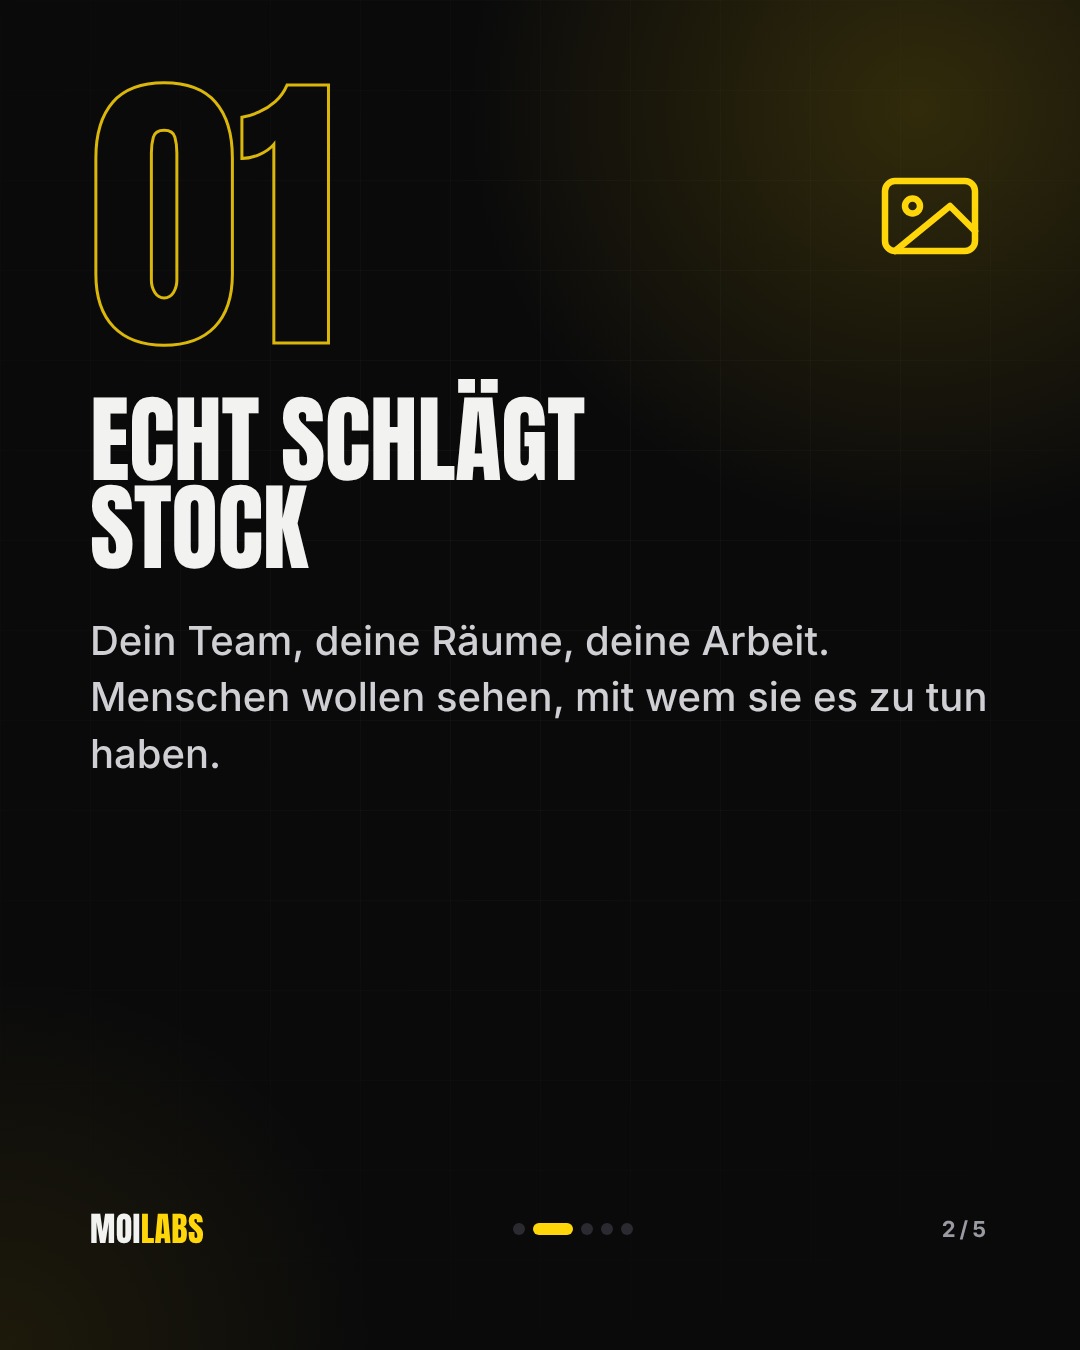 01
ECHT SCHLÄGT
STOCK
Dein Team, deine Räume, deine Arbeit.
Menschen wollen sehen, mit wem sie es zu tun
haben.
MOILABS
2/5